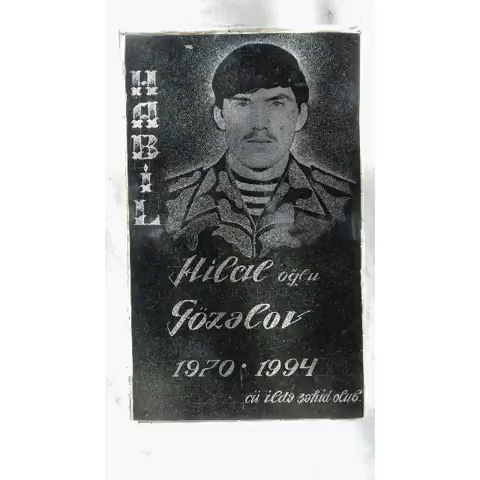 HABİL
Hilal oğlu
Gözəlov
1970 · 1994
cü ildə şəhid olub.